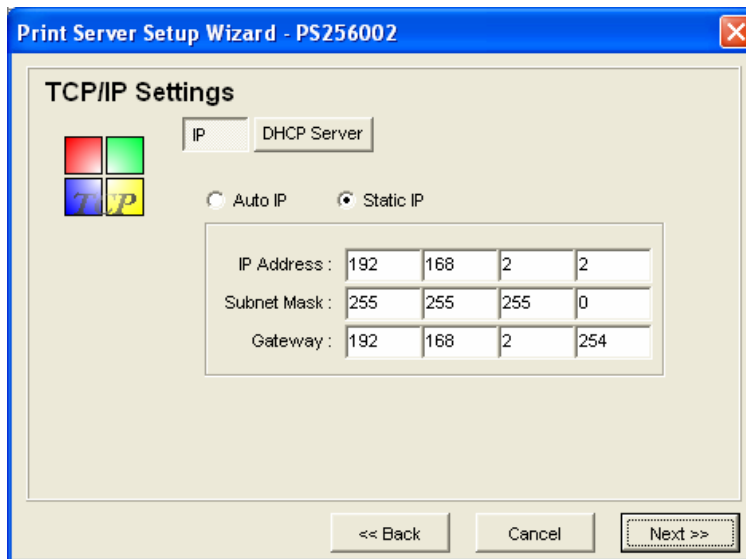 Print Server Setup Wizard - PS256002
TCP/IP Settings
IP DHCP Server
TCP
Auto IP Static IP
IP Address : 192 168 2 2
Subnet Mask : 255 255 255 0
Gateway : 192 168 2 254
<< Back Cancel Next >>